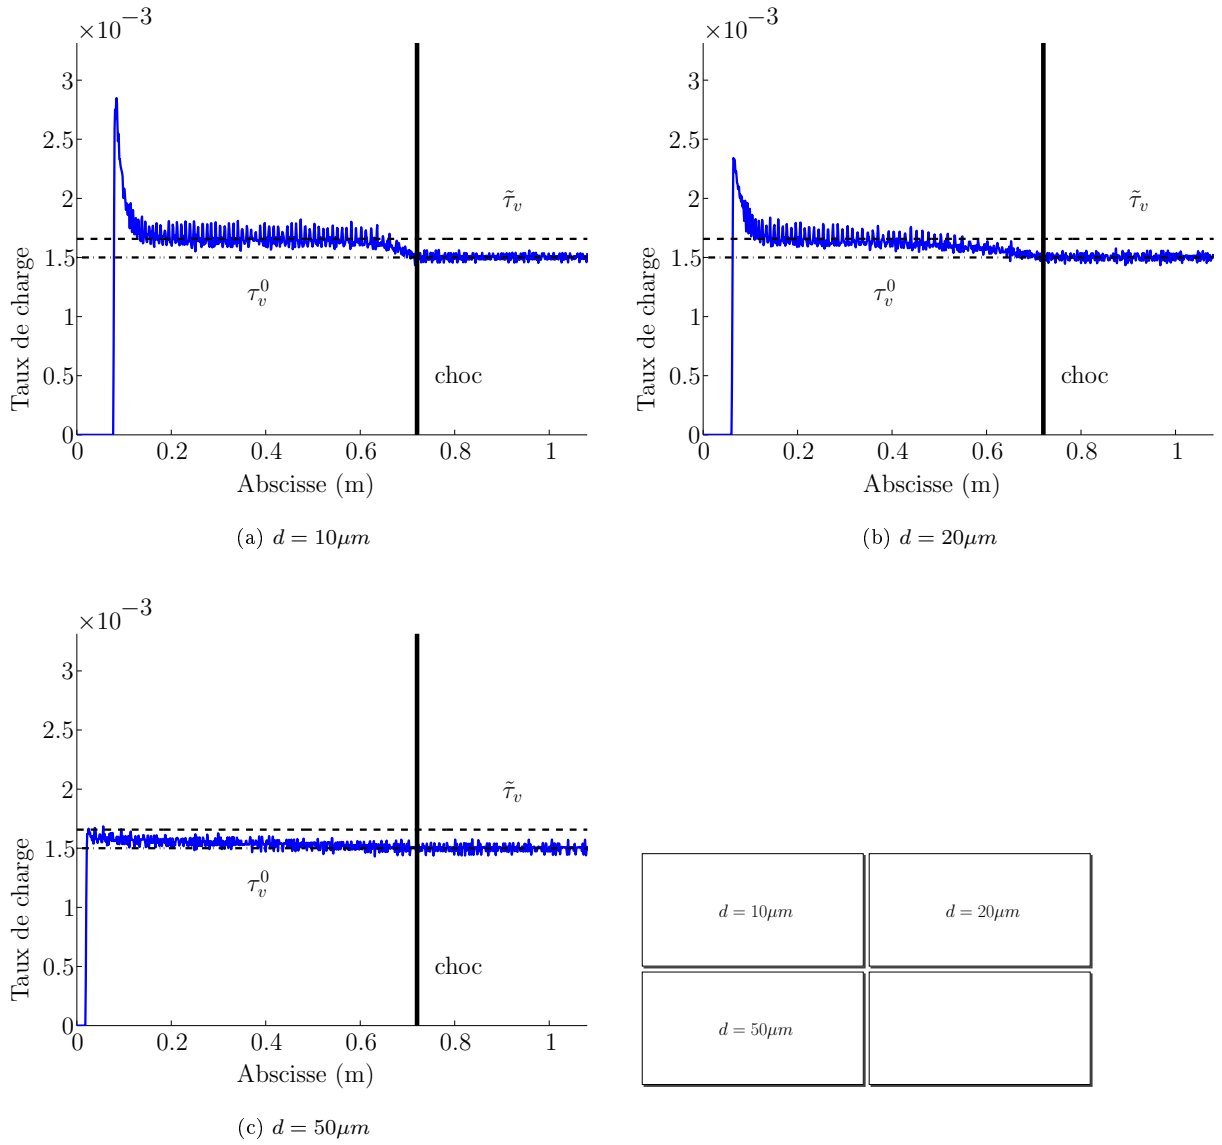 ×10−3
3
2.5
2
1.5
1
0.5
0
Taux de charge
τ̃v
τv0
choc
0 0.2 0.4 0.6 0.8 1
Abscisse (m)
(a) d = 10μm
×10−3
3
2.5
2
1.5
1
0.5
0
Taux de charge
τ̃v
τv0
choc
0 0.2 0.4 0.6 0.8 1
Abscisse (m)
(b) d = 20μm
×10−3
3
2.5
2
1.5
1
0.5
0
Taux de charge
τ̃v
τv0
choc
0 0.2 0.4 0.6 0.8 1
Abscisse (m)
(c) d = 50μm
d = 10μm
d = 20μm
d = 50μm